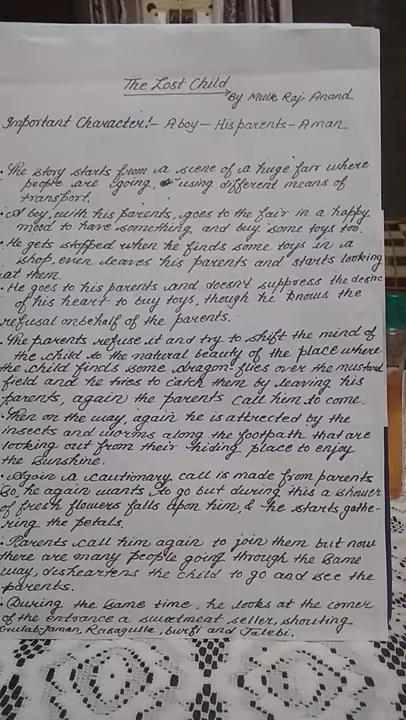 The Lost Child
By Mulk Raj Anand
Important Character!- A boy - His parents - A man
• The story starts from a scene of a huge fair where
people are going, using different means of
transport.
• A boy, with his parents, goes to the fair in a happy
mood to have something, and buy some toys too.
• He gets stopped when he finds some toys in a
shop, even leaves his parents and starts looking
at them.
• He goes to his parents and doesn't suppress the desire
of his heart to buy toys, though he knows the
refusal onbehalf of the parents.
• The parents refuse it and try to shift the mind of
the child to the natural beauty of the place where
the child finds some dragon flies over the mustard
field and he tries to catch them by leaving his
parents, again the parents call him to come.
• Then on the way, again he is attrected by the
insects and worms along the footpath that are
looking out from their hiding place to enjoy
the Sunshine.
• Again a cautionary call is made from parents
So, he again wants to go but during this a shower
of fresh flowers falls upon him, & he starts gathe-
ring the petals.
• Parents call him again to join them but now
there are many people going through the same
way, disheartens the child to go and see the
parents.
• During the same time, he looks at the corner
of the entrance a sweetmeat seller, shouting
Gulab-Jaman, Rasagulla, burfi and Jalebi.